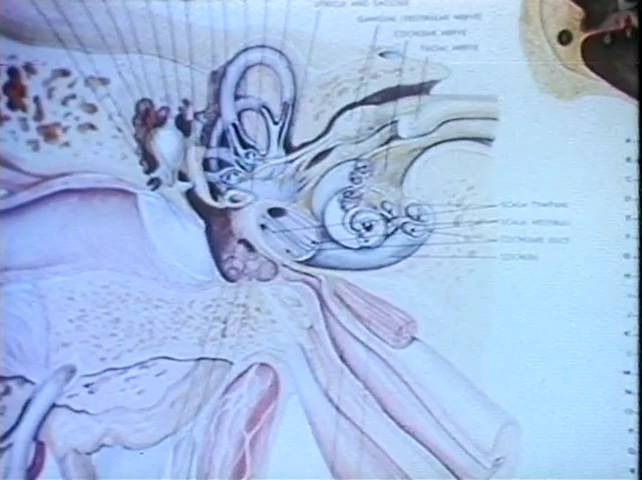 UTRICLE AND SACCULE
GANGLION (VESTIBULAR NERVE)
COCHLEAR NERVE
FACIAL NERVE
SCALA TYMPANI
SCALA VESTIBULI
COCHLEAR DUCT
COCHLEA